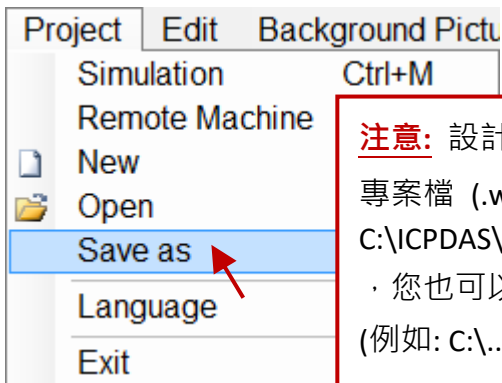 Project Edit Background Pictu
Simulation Ctrl+M
Remote Machine
New
Open
Save as
Language
Exit
注意: 設計
專案檔 (.w
C:\ICPDAS\
，您也可以
(例如: C:\..